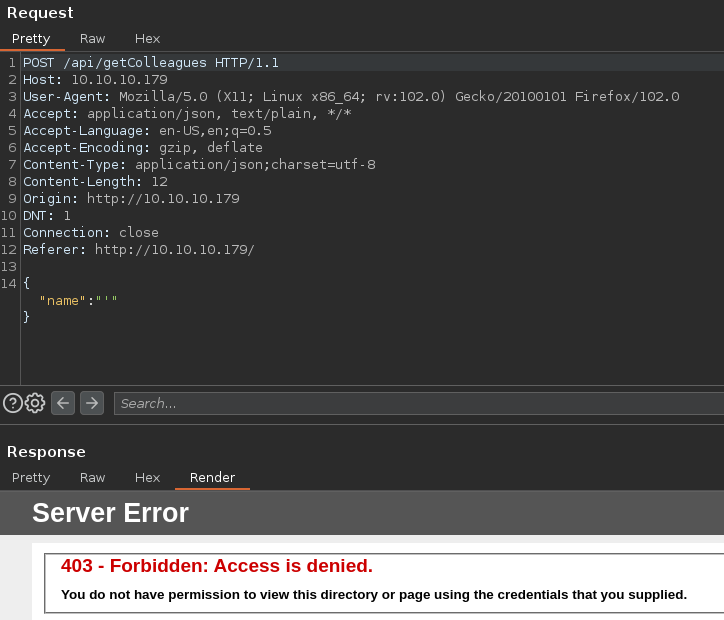 Request
Pretty Raw Hex
1 POST /api/getColleagues HTTP/1.1
2 Host: 10.10.10.179
3 User-Agent: Mozilla/5.0 (X11; Linux x86_64; rv:102.0) Gecko/20100101 Firefox/102.0
4 Accept: application/json, text/plain, */*
5 Accept-Language: en-US,en;q=0.5
6 Accept-Encoding: gzip, deflate
7 Content-Type: application/json;charset=utf-8
8 Content-Length: 12
9 Origin: http://10.10.10.179
10 DNT: 1
11 Connection: close
12 Referer: http://10.10.10.179/
13
14 {
"name":"'"
}
Search...
Response
Pretty Raw Hex Render
Server Error
403 - Forbidden: Access is denied.
You do not have permission to view this directory or page using the credentials that you supplied.